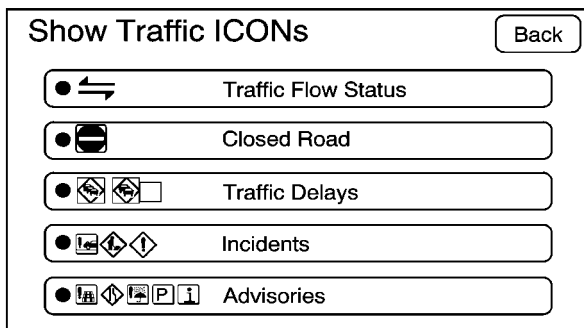 Show Traffic ICONs
Back
Traffic Flow Status
Closed Road
Traffic Delays
! Incidents
P i Advisories